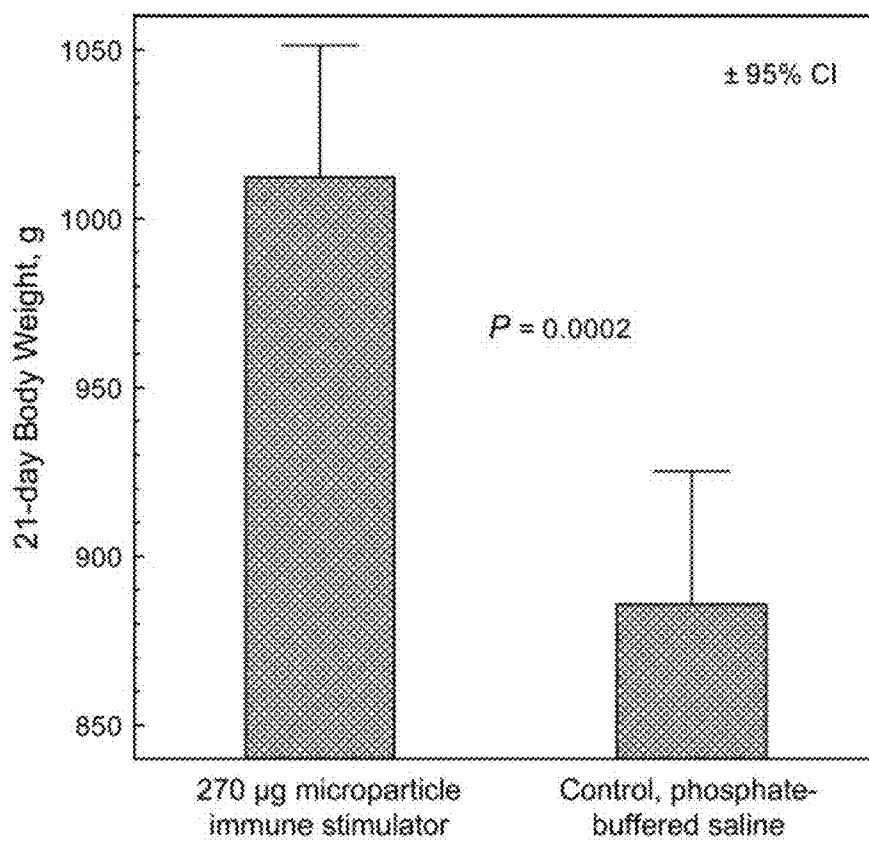 1050
± 95% CI
1000
P = 0.0002
950
900
850
21-day Body Weight, g
270 µg microparticle
immune stimulator
Control, phosphate-
buffered saline